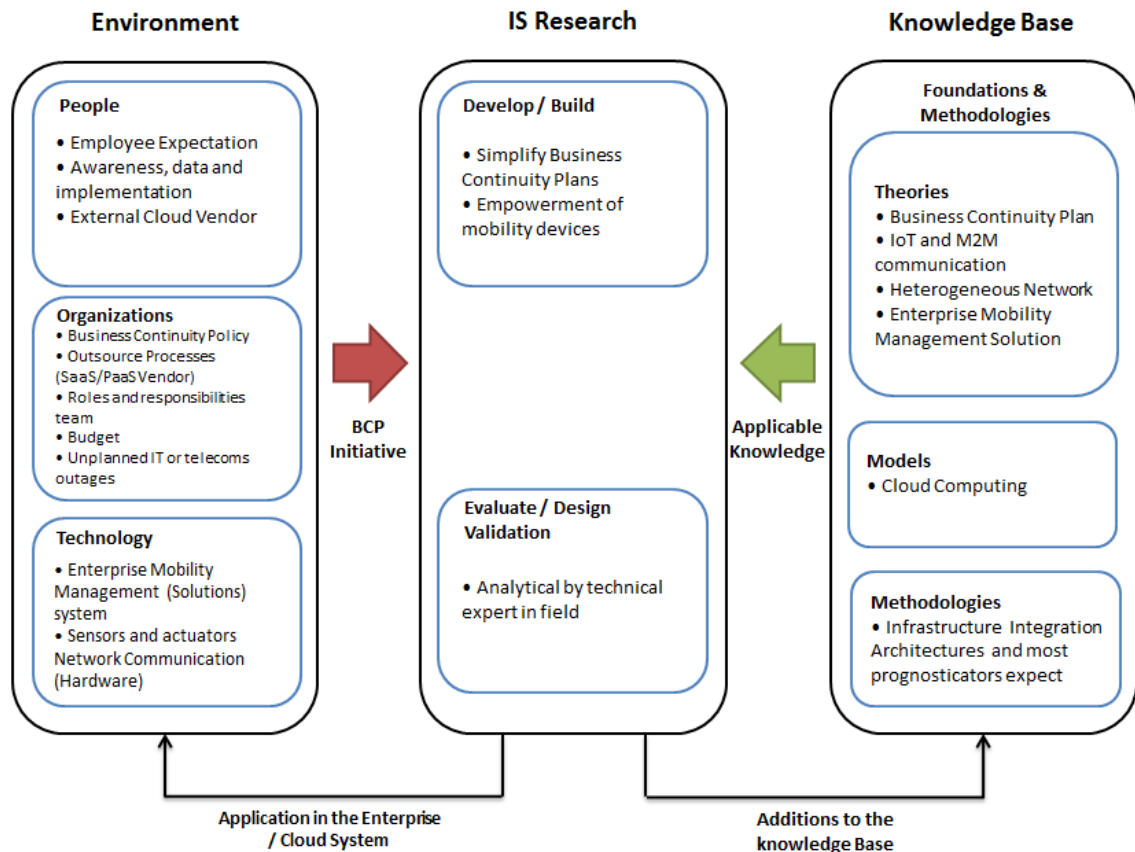 Environment
IS Research
Knowledge Base
People
• Employee Expectation
• Awareness, data and
implementation
• External Cloud Vendor
Organizations
• Business Continuity Policy
• Outsource Processes
(SaaS/PaaS Vendor)
• Roles and responsibilities
team
• Budget
• Unplanned IT or telecoms
outages
Technology
• Enterprise Mobility
Management (Solutions)
system
• Sensors and actuators
Network Communication
(Hardware)
BCP
Initiative
Develop / Build
• Simplify Business
Continuity Plans
• Empowerment of
mobility devices
Evaluate / Design
Validation
• Analytical by technical
expert in field
Applicable
Knowledge
Foundations &
Methodologies
Theories
• Business Continuity Plan
• IoT and M2M
communication
• Heterogeneous Network
• Enterprise Mobility
Management Solution
Models
• Cloud Computing
Methodologies
• Infrastructure Integration
Architectures and most
prognosticators expect
Application in the Enterprise
/ Cloud System
Additions to the
knowledge Base